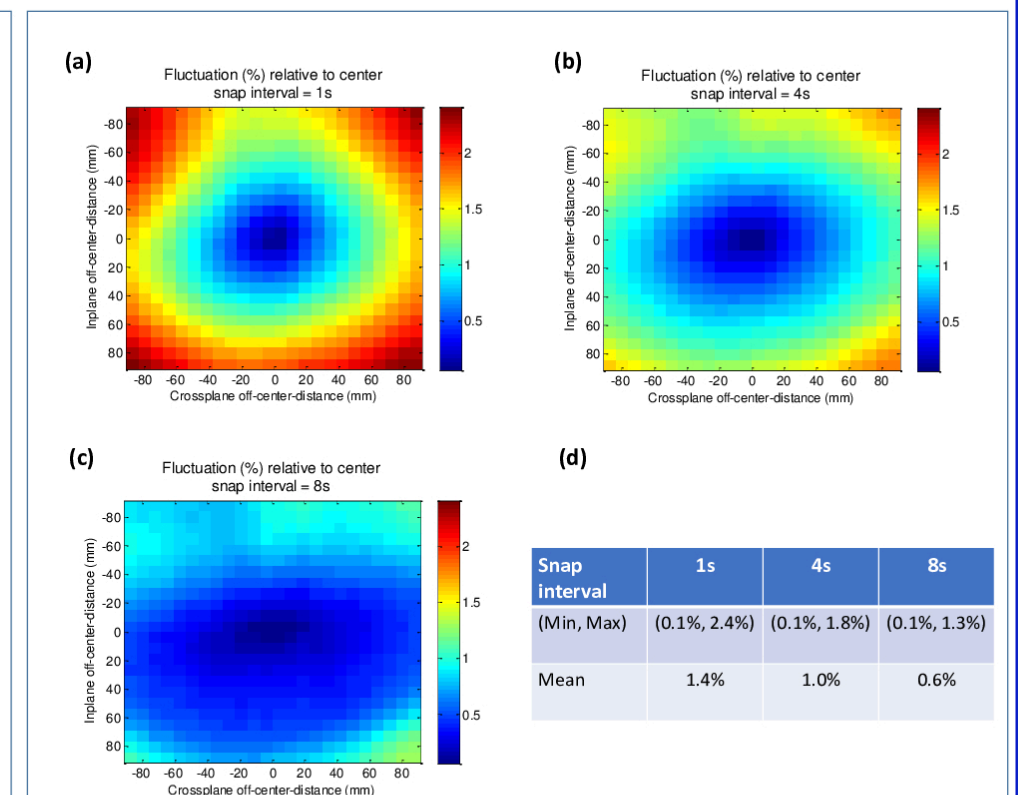 (a)
Fluctuation (%) relative to center
snap interval = 1s
Inplane off-center-distance (mm)
-80
-60
-40
-20
0
20
40
60
80
-80 -60 -40 -20 0 20 40 60 80
Crossplane off-center-distance (mm)
2
1.5
1
0.5
(b)
Fluctuation (%) relative to center
snap interval = 4s
Inplane off-center-distance (mm)
-80
-60
-40
-20
0
20
40
60
80
-80 -60 -40 -20 0 20 40 60 80
Crossplane off-center-distance (mm)
2
1.5
1
0.5
(c)
Fluctuation (%) relative to center
snap interval = 8s
Inplane off-center-distance (mm)
-80
-60
-40
-20
0
20
40
60
80
-80 -60 -40 -20 0 20 40 60 80
Crossplane off-center-distance (mm)
2
1.5
1
0.5
(d)
Snap interval 1s 4s 8s
(Min, Max) (0.1%, 2.4%) (0.1%, 1.8%) (0.1%, 1.3%)
Mean 1.4% 1.0% 0.6%